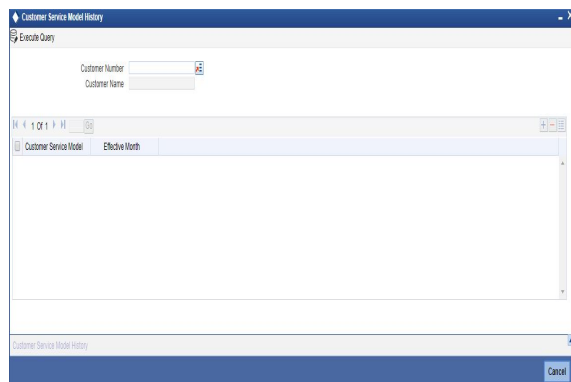 Customer Service Model History
Execute Query
Customer Number
Customer Name
1 Of 1
Go
Customer Service Model Effective Month
Customer Service Model History
Cancel